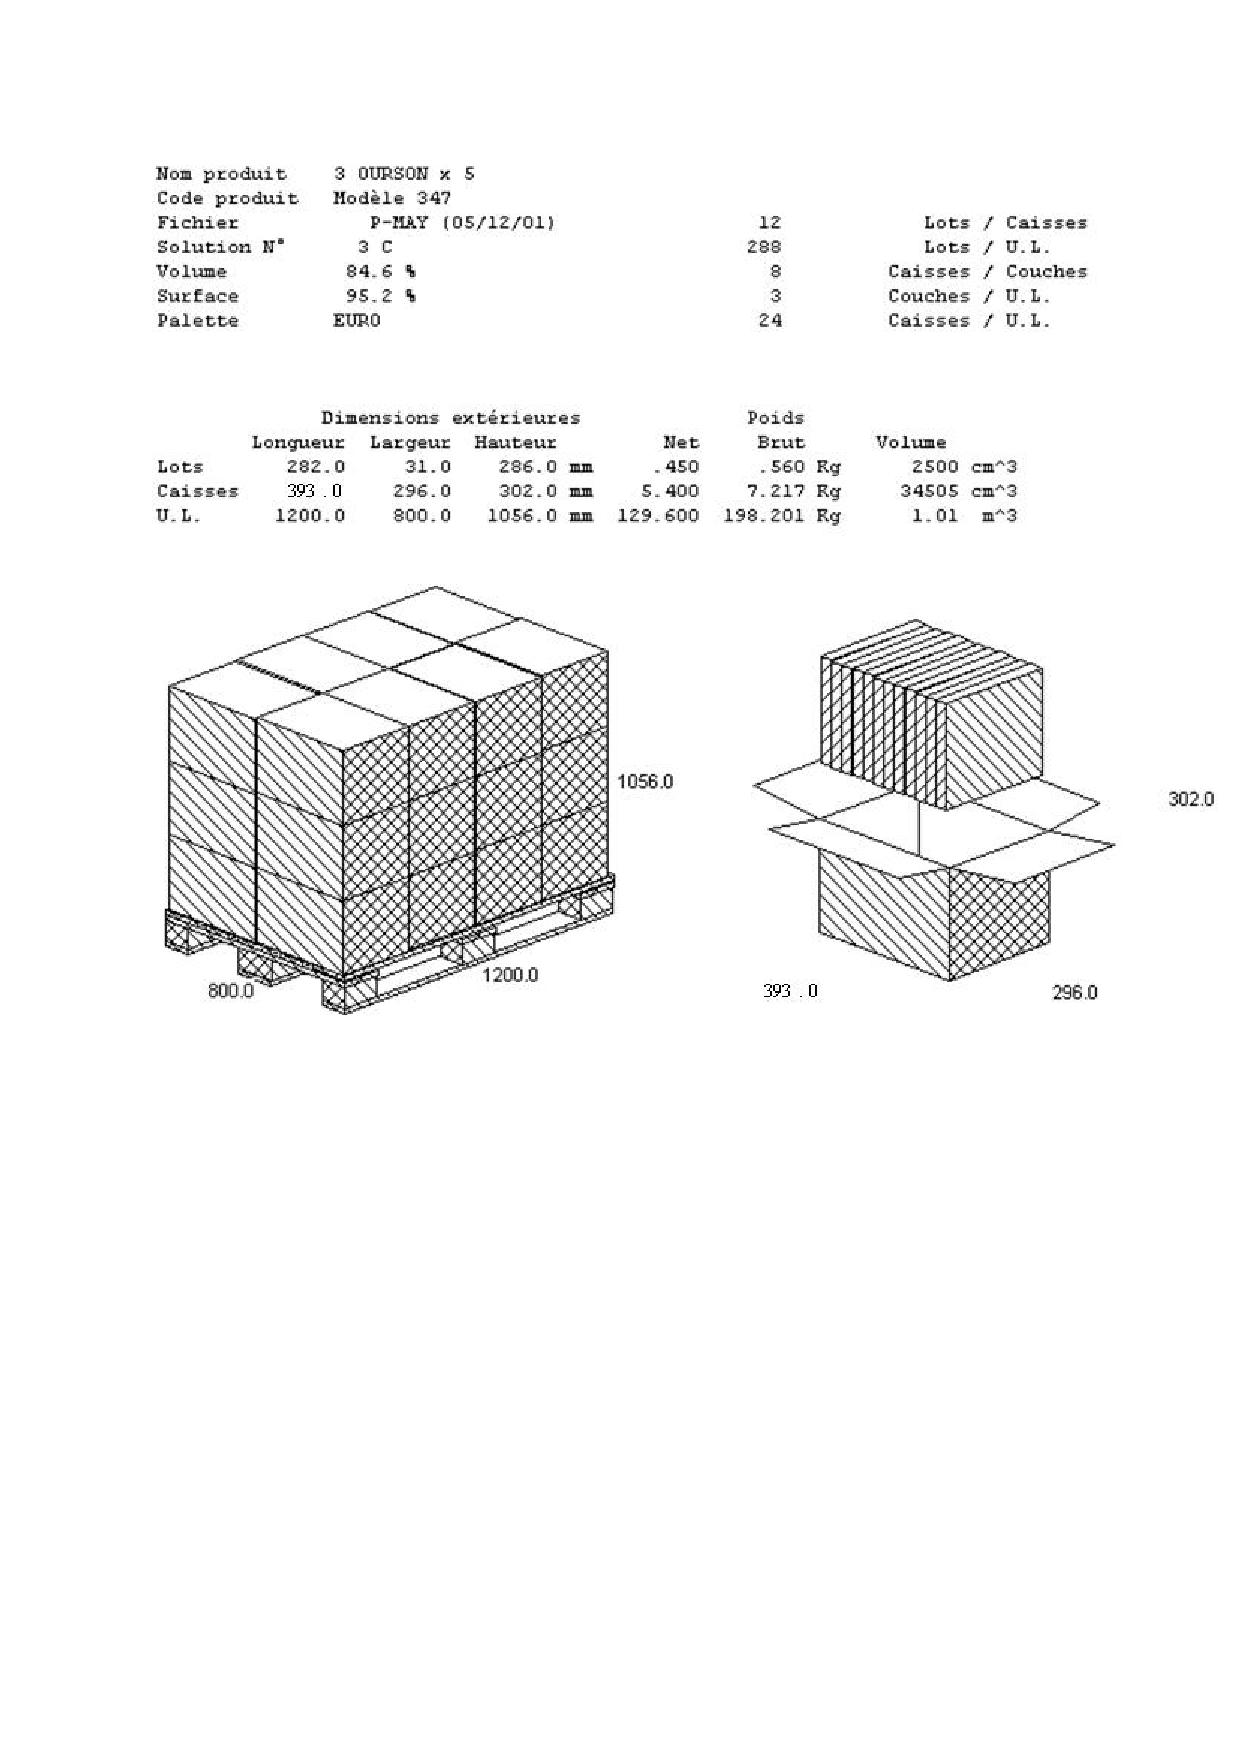 Nom produit 3 OURSON x 5
Code produit Modèle 347
Fichier P-MAY (05/12/01) 12 Lots / Caisses
Solution N° 3 C 288 Lots / U.L.
Volume 84.6 % 8 Caisses / Couches
Surface 95.2 % 3 Couches / U.L.
Palette EURO 24 Caisses / U.L.
Dimensions extérieures Poids
Longueur Largeur Hauteur Net Brut Volume
Lots 282.0 31.0 286.0 mm .450 .560 Kg 2500 cm^3
Caisses 393 . 0 296.0 302.0 mm 5.400 7.217 Kg 34505 cm^3
U.L. 1200.0 800.0 1056.0 mm 129.600 198.201 Kg 1.01 m^3
1056.0
302.0
800.0
1200.0
393 . 0
296.0